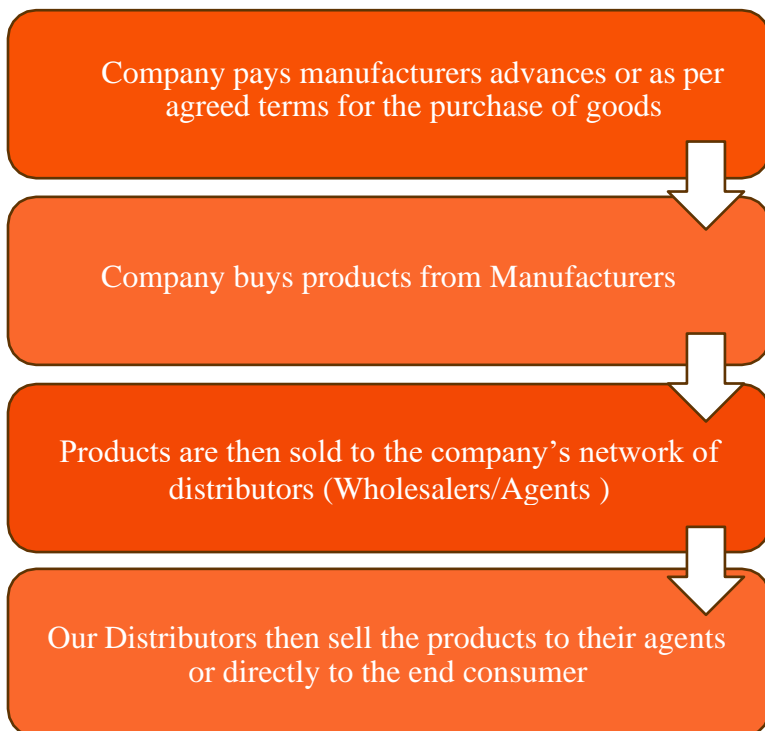 Company pays manufacturers advances or as per
agreed terms for the purchase of goods
Company buys products from Manufacturers
Products are then sold to the company’s network of
distributors (Wholesalers/Agents )
Our Distributors then sell the products to their agents
or directly to the end consumer